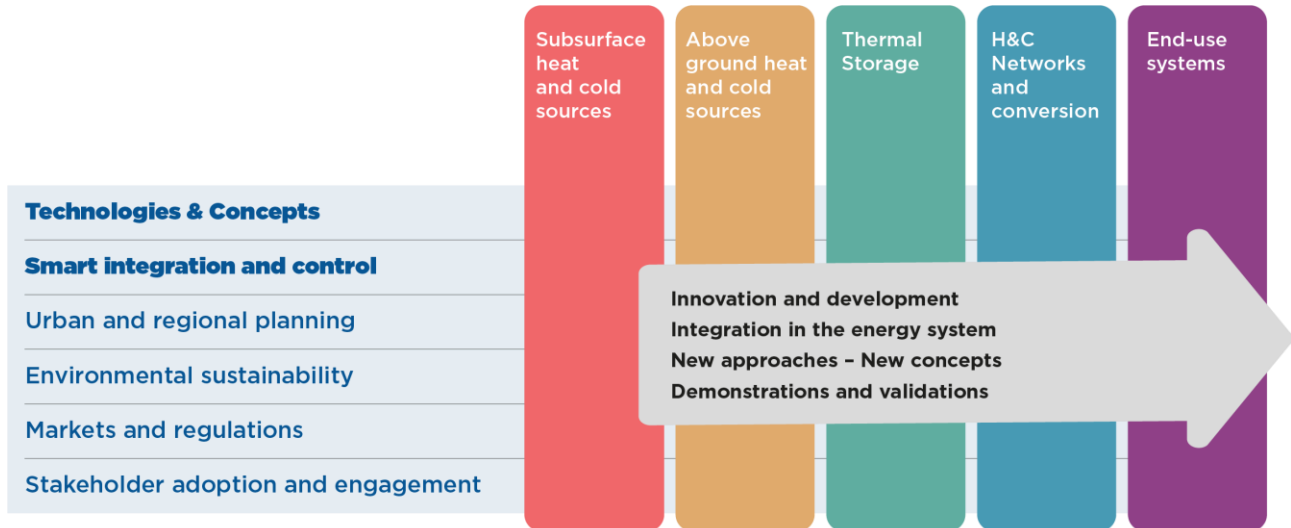 Subsurface
heat
and cold
sources
Above
ground heat
and cold
sources
Thermal
Storage
H&C
Networks
and
conversion
End-use
systems
Technologies & Concepts
Smart integration and control
Urban and regional planning
Environmental sustainability
Markets and regulations
Stakeholder adoption and engagement
Innovation and development
Integration in the energy system
New approaches – New concepts
Demonstrations and validations